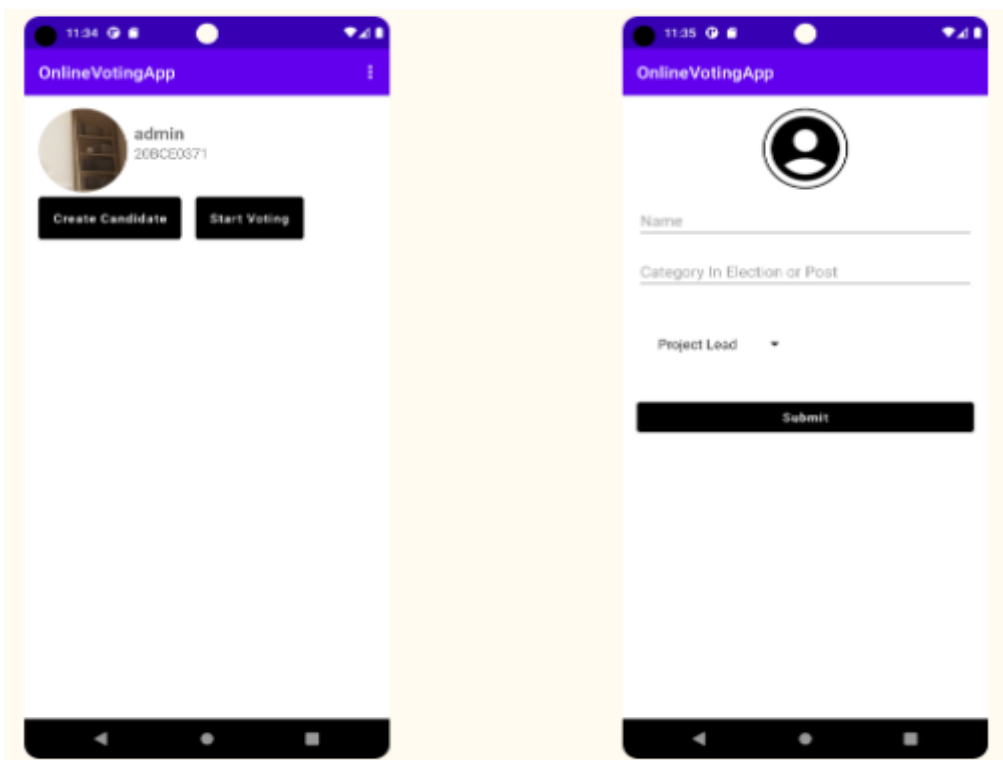 11:34
OnlineVotingApp
admin
20BCE0371
Create Candidate
Start Voting
11:35
OnlineVotingApp
Name
Category In Election or Post
Project Lead
Submit